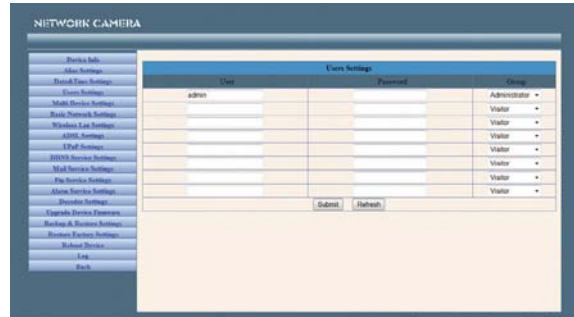 NETWORK CAMERA
Device Info
Alias Settings
Date&Time Settings
Users Settings
Multi-Device Settings
Basic Network Settings
Wireless Lan Settings
ADSL Settings
UPnP Settings
DDNS Service Settings
Mail Service Settings
Ftp Service Settings
Alarm Service Settings
Decoder Settings
Upgrade Device Firmware
Backup & Restore Settings
Restore Factory Settings
Reboot Device
Log
Back
Users Settings
User Password Group
admin Administrator
Visitor
Visitor
Visitor
Visitor
Visitor
Visitor
Visitor
Submit Refresh